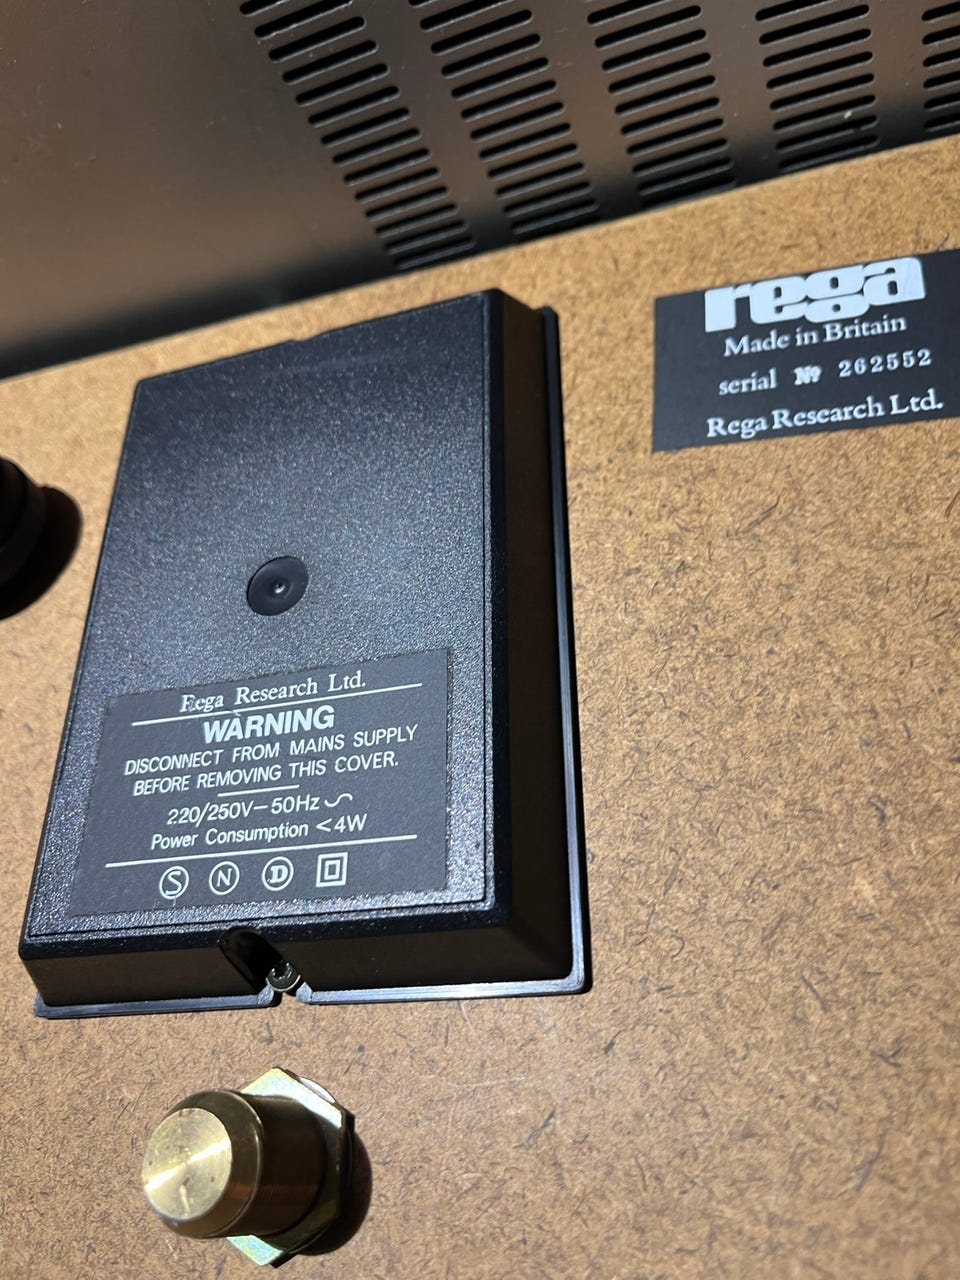 rega
Made in Britain
serial № 262552
Rega Research Ltd.
Rega Research Ltd.
WARNING
DISCONNECT FROM MAINS SUPPLY
BEFORE REMOVING THIS COVER.
220/250V—50Hz ∿
Power Consumption <4W
S N D